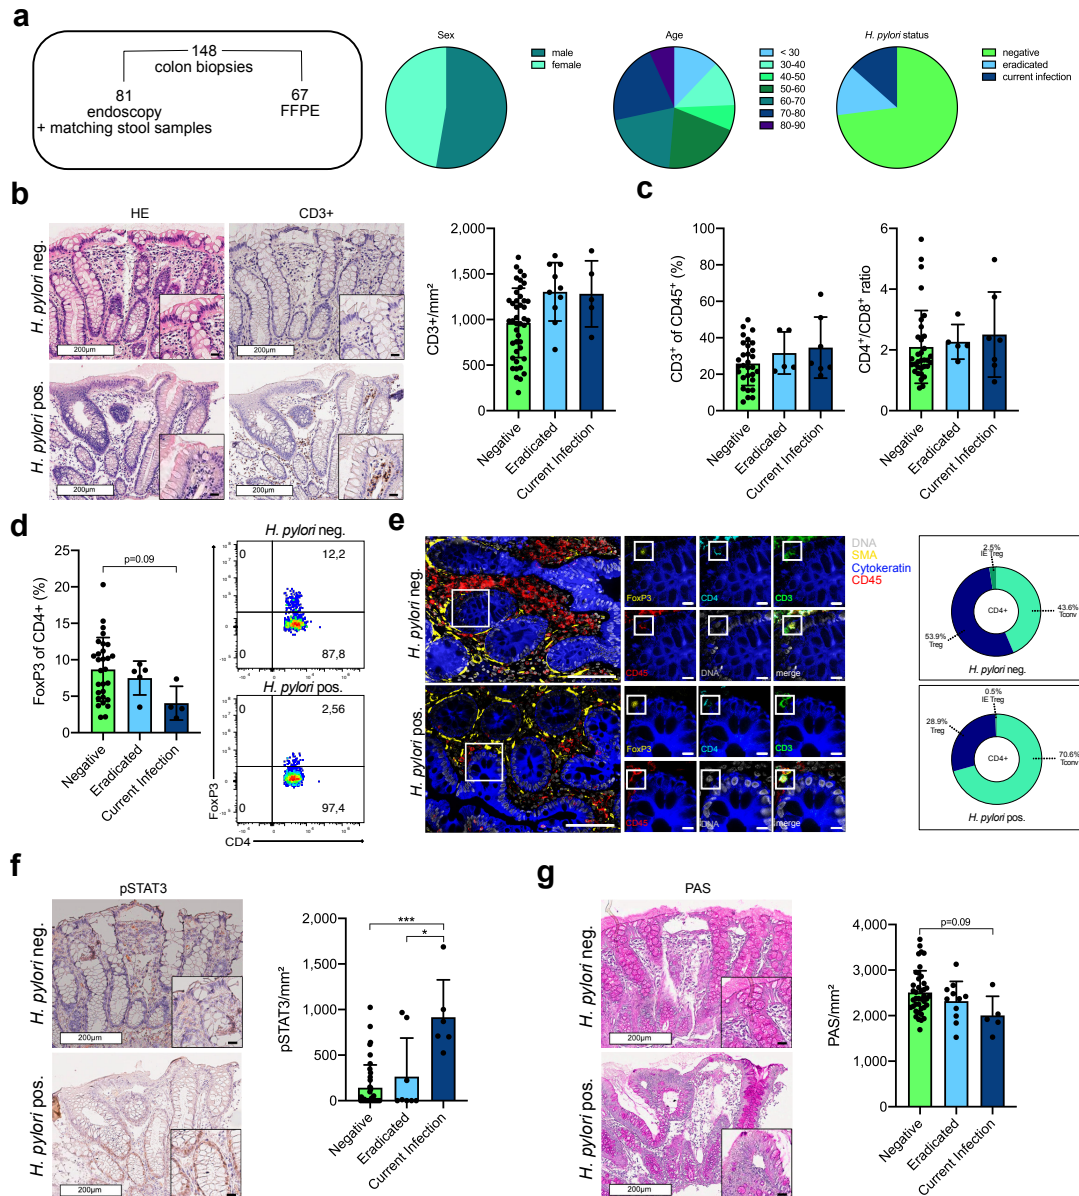 a
148
colon biopsies
81
endoscopy
+ matching stool samples
67
FFPE
Sex
male
female
Age
< 30
30-40
40-50
50-60
60-70
70-80
80-90
H. pylori status
negative
eradicated
current infection
b
HE
CD3+
H. pylori neg.
200µm
200µm
H. pylori pos.
200µm
200µm
CD3+/mm²
2,000
1,500
1,000
500
0
Negative
Eradicated
Current Infection
c
CD3⁺ of CD45⁺ (%)
100
80
60
40
20
0
Negative
Eradicated
Current Infection
CD4⁺/CD8⁺ ratio
6
4
2
0
Negative
Eradicated
Current Infection
d
FoxP3 of CD4+ (%)
25
20
15
10
5
0
p=0.09
Negative
Eradicated
Current Infection
H. pylori neg.
0
12,2
0
87,8
H. pylori pos.
0
2,56
0
97,4
FoxP3
CD4
e
H. pylori neg.
H. pylori pos.
FoxP3
CD4
CD3
CD45
DNA
merge
FoxP3
CD4
CD3
CD45
DNA
merge
DNA
SMA
Cytokeratin
CD45
2.5%
IE Treg
43.6%
Tconv
53.9%
Treg
CD4+
H. pylori neg.
0.5%
IE Treg
28.9%
Treg
70.6%
Tconv
CD4+
H. pylori pos.
f
pSTAT3
H. pylori neg.
200µm
H. pylori pos.
200µm
pSTAT3/mm²
2,000
1,500
1,000
500
0
***
*
Negative
Eradicated
Current Infection
g
PAS
H. pylori neg.
200µm
H. pylori pos.
200µm
PAS/mm²
4,000
3,000
2,000
1,000
0
p=0.09
Negative
Eradicated
Current Infection